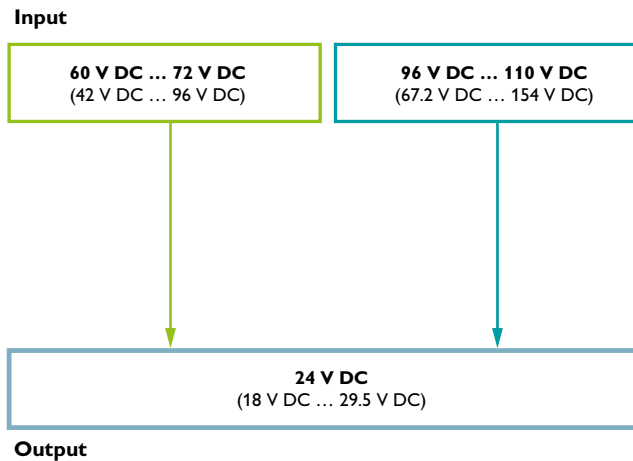 Input
60 V DC … 72 V DC
(42 V DC … 96 V DC)
96 V DC … 110 V DC
(67.2 V DC … 154 V DC)
24 V DC
(18 V DC … 29.5 V DC)
Output